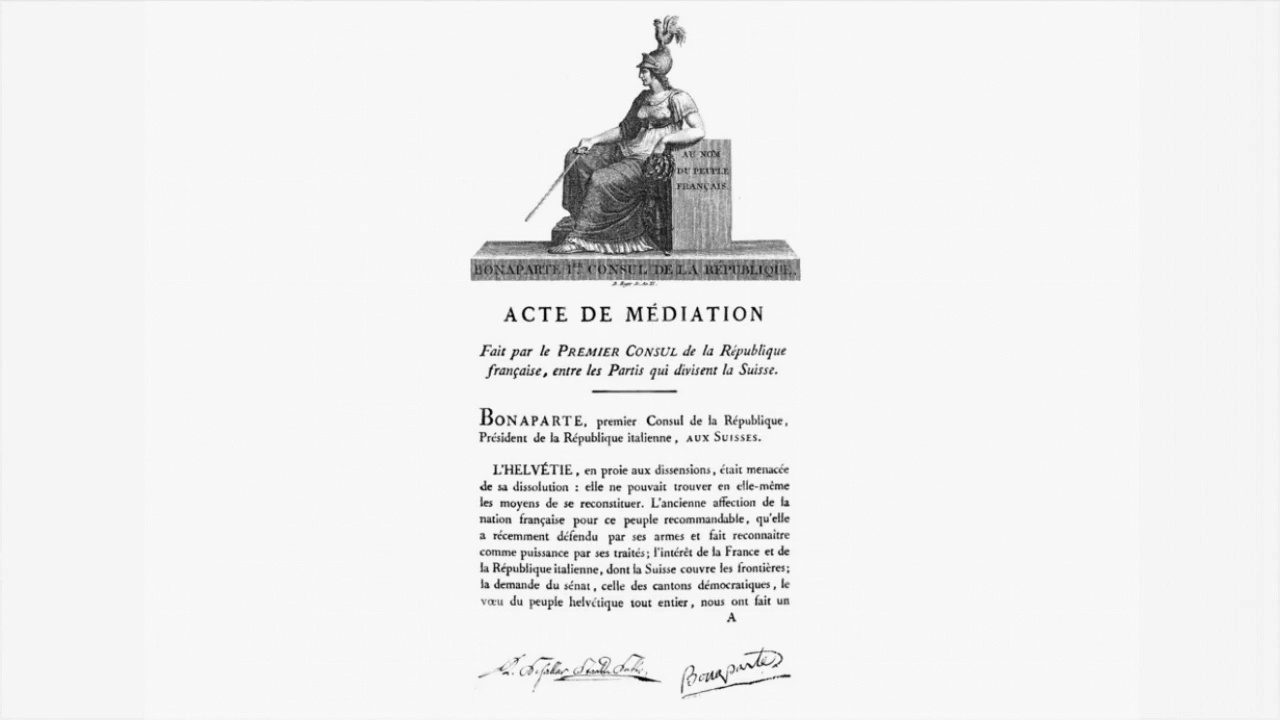 AU NOM
DU PEUPLE
FRANÇAIS.
BONAPARTE 1er CONSUL DE LA RÉPUBLIQUE.
ACTE DE MÉDIATION
Fait par le PREMIER CONSUL de la République
française, entre les Partis qui divisent la Suisse.
BONAPARTE, premier Consul de la République,
Président de la République italienne, AUX SUISSES.
L'HELVÉTIE, en proie aux dissensions, était menacée
de sa dissolution : elle ne pouvait trouver en elle-même
les moyens de se reconstituer. L'ancienne affection de la
nation française pour ce peuple recommandable, qu'elle
a récemment défendu par ses armes et fait reconnaître
comme puissance par ses traités; l'intérêt de la France et de
la République italienne, dont la Suisse couvre les frontières;
la demande du sénat, celle des cantons démocratiques, le
vœu du peuple helvétique tout entier, nous ont fait un
A
Bonaparte